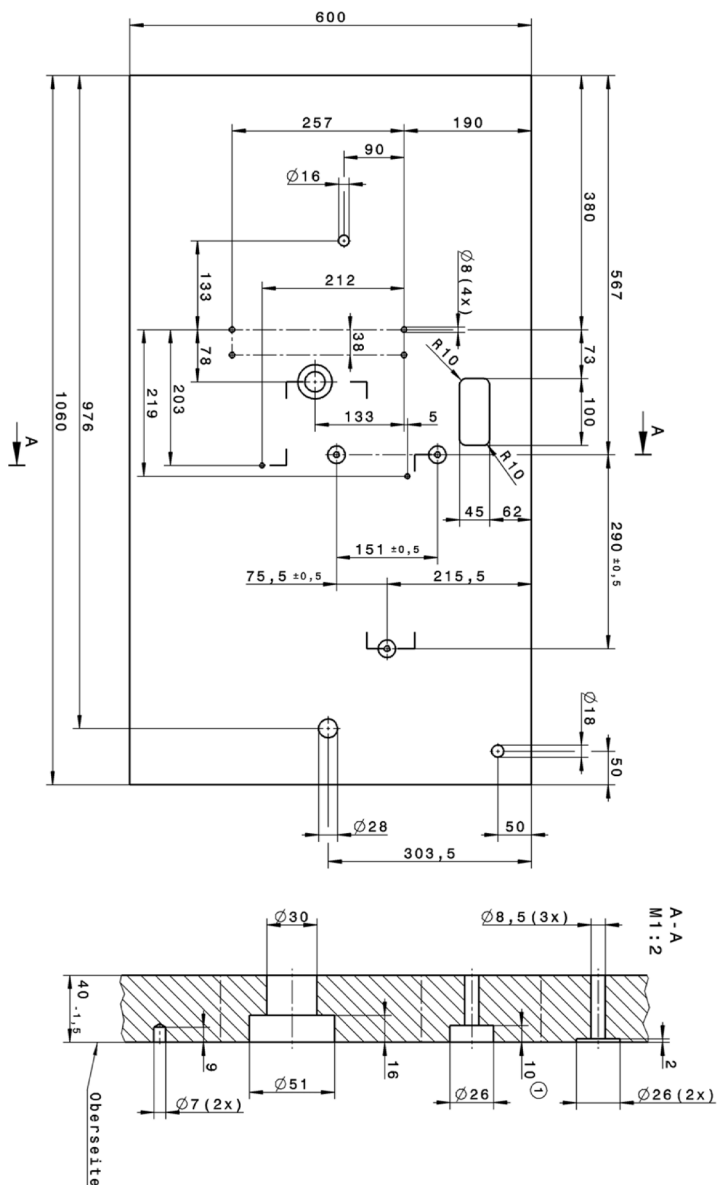 600
257
190
90
Ø16
380
567
133
212
Ø8(4x)
38
78
R10
73
203
219
100
133
5
976
1060
A
A
R10
45
62
151 ±0,5
290 ±0,5
75,5 ±0,5
215,5
Ø18
50
Ø28
50
303,5
A-A
M1:2
Ø30
Ø8,5(3x)
40 -1,5
9
16
10
1
2
Ø7(2x)
Ø51
Ø26
Ø26(2x)
Oberseite